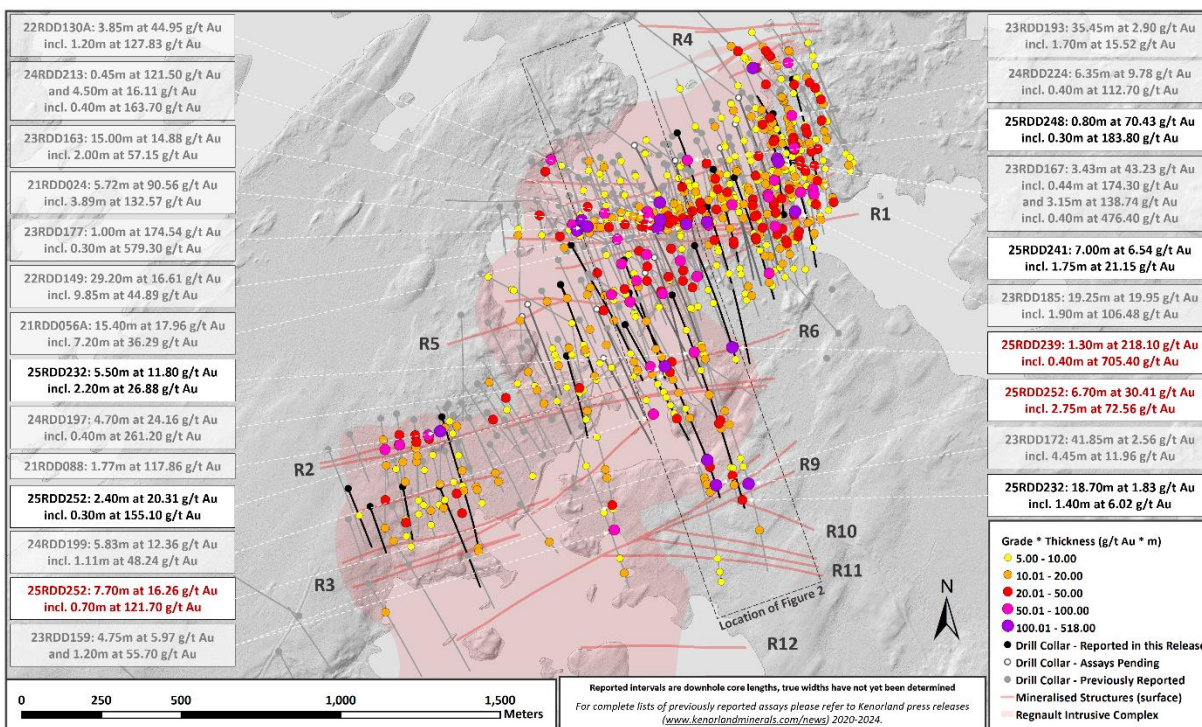 22RDD130A: 3.85m at 44.95 g/t Au
incl. 1.20m at 127.83 g/t Au
24RDD213: 0.45m at 121.50 g/t Au
and 4.50m at 16.11 g/t Au
incl. 0.40m at 163.70 g/t Au
23RDD163: 15.00m at 14.88 g/t Au
incl. 2.00m at 57.15 g/t Au
21RDD024: 5.72m at 90.56 g/t Au
incl. 3.89m at 132.57 g/t Au
23RDD177: 1.00m at 174.54 g/t Au
incl. 0.30m at 579.30 g/t Au
22RDD149: 29.20m at 16.61 g/t Au
incl. 9.85m at 44.89 g/t Au
21RDD056A: 15.40m at 17.96 g/t Au
incl. 7.20m at 36.29 g/t Au
25RDD232: 5.50m at 11.80 g/t Au
incl. 2.20m at 26.88 g/t Au
24RDD197: 4.70m at 24.16 g/t Au
incl. 0.40m at 261.20 g/t Au
21RDD088: 1.77m at 117.86 g/t Au
25RDD252: 2.40m at 20.31 g/t Au
incl. 0.30m at 155.10 g/t Au
24RDD199: 5.83m at 12.36 g/t Au
incl. 1.11m at 48.24 g/t Au
25RDD252: 7.70m at 16.26 g/t Au
incl. 0.70m at 121.70 g/t Au
23RDD159: 4.75m at 5.97 g/t Au
and 1.20m at 55.70 g/t Au
R4
R1
R5
R6
R2
R9
R10
R3
R11
R12
Location of Figure 2
23RDD193: 35.45m at 2.90 g/t Au
incl. 1.70m at 15.52 g/t Au
24RDD224: 6.35m at 9.78 g/t Au
incl. 0.40m at 112.70 g/t Au
25RDD248: 0.80m at 70.43 g/t Au
incl. 0.30m at 183.80 g/t Au
23RDD167: 3.43m at 43.23 g/t Au
incl. 0.44m at 174.30 g/t Au
and 3.15m at 138.74 g/t Au
incl. 0.40m at 476.40 g/t Au
25RDD241: 7.00m at 6.54 g/t Au
incl. 1.75m at 21.15 g/t Au
23RDD185: 19.25m at 19.95 g/t Au
incl. 1.90m at 106.48 g/t Au
25RDD239: 1.30m at 218.10 g/t Au
incl. 0.40m at 705.40 g/t Au
25RDD252: 6.70m at 30.41 g/t Au
incl. 2.75m at 72.56 g/t Au
23RDD172: 41.85m at 2.56 g/t Au
incl. 4.45m at 11.96 g/t Au
25RDD232: 18.70m at 1.83 g/t Au
incl. 1.40m at 6.02 g/t Au
Grade * Thickness (g/t Au * m)
5.00 - 10.00
10.01 - 20.00
20.01 - 50.00
50.01 - 100.00
100.01 - 518.00
Drill Collar - Reported in this Release
Drill Collar - Assays Pending
Drill Collar - Previously Reported
Mineralised Structures (surface)
Regnault Intrusive Complex
N
0 250 500 1,000 1,500
Meters
Reported intervals are downhole core lengths, true widths have not yet been determined
For complete lists of previously reported assays please refer to Kenorland press releases
(www.kenorlandminerals.com/news) 2020-2024.